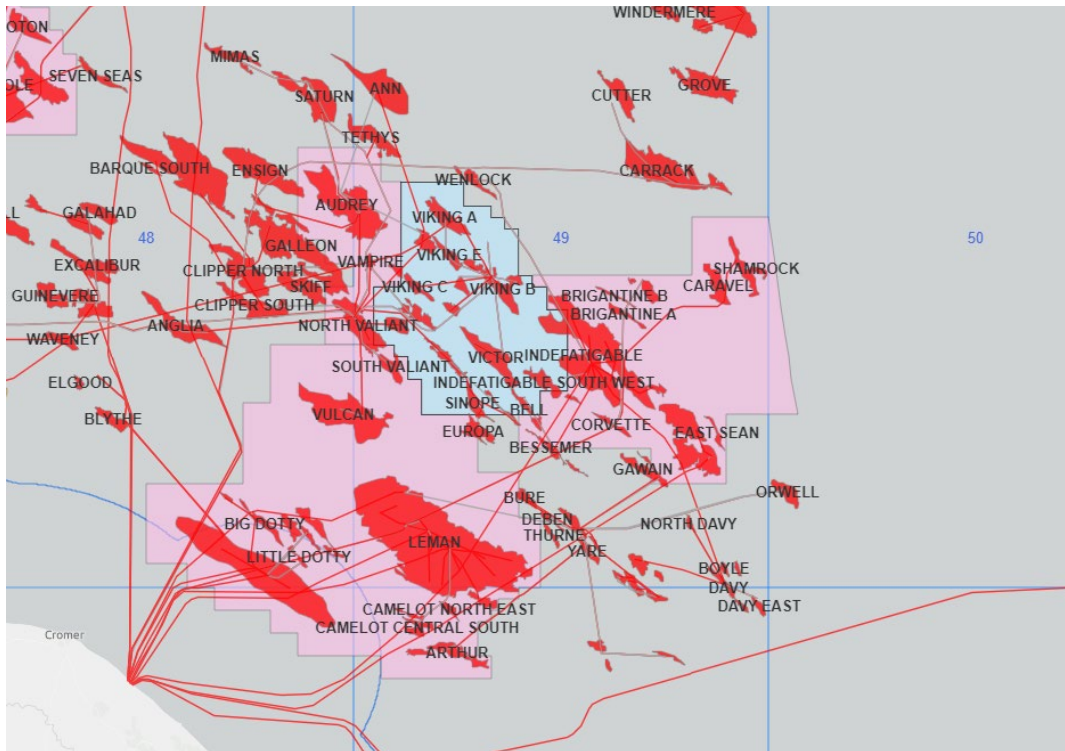 WINDERMERE
OTON
MIMAS
SEVEN SEAS
OLE
SATURN
ANN
CUTTER
GROVE
TETHYS
BARQUE SOUTH
ENSIGN
WENLOCK
CARRACK
AUDREY
LL
GALAHAD
VIKING A
48
49
50
GALLEON
VIKING E
EXCALIBUR
CLIPPER NORTH
VAMPIRE
SHAMROCK
SKIFF
VIKING C
VIKING B
CARAVEL
GUINEVERE
CLIPPER SOUTH
BRIGANTINE B
BRIGANTINE A
ANGLIA
NORTH VALIANT
WAVENEY
SOUTH VALIANT
VICTOR
INDEFATIGABLE
ELGOOD
INDEFATIGABLE SOUTH WEST
SINOPE
BELL
BLYTHE
VULCAN
EUROPA
CORVETTE
EAST SEAN
BESSEMER
GAWAIN
BURE
ORWELL
BIG DOTTY
DEBEN
NORTH DAVY
THURNE
LEMAN
LITTLE DOTTY
YARE
BOYLE
DAVY
DAVY EAST
CAMELOT NORTH EAST
CAMELOT CENTRAL SOUTH
Cromer
ARTHUR